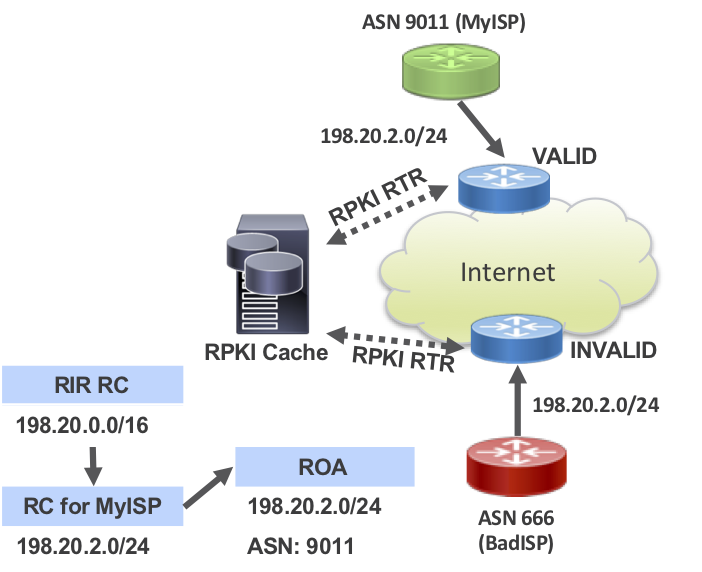 ASN 9011 (MyISP)
198.20.2.0/24
VALID
RPKI RTR
Internet
RPKI Cache
RPKI RTR
INVALID
RIR RC
198.20.0.0/16
198.20.2.0/24
ROA
RC for MyISP
198.20.2.0/24
198.20.2.0/24
ASN: 9011
ASN 666
(BadISP)